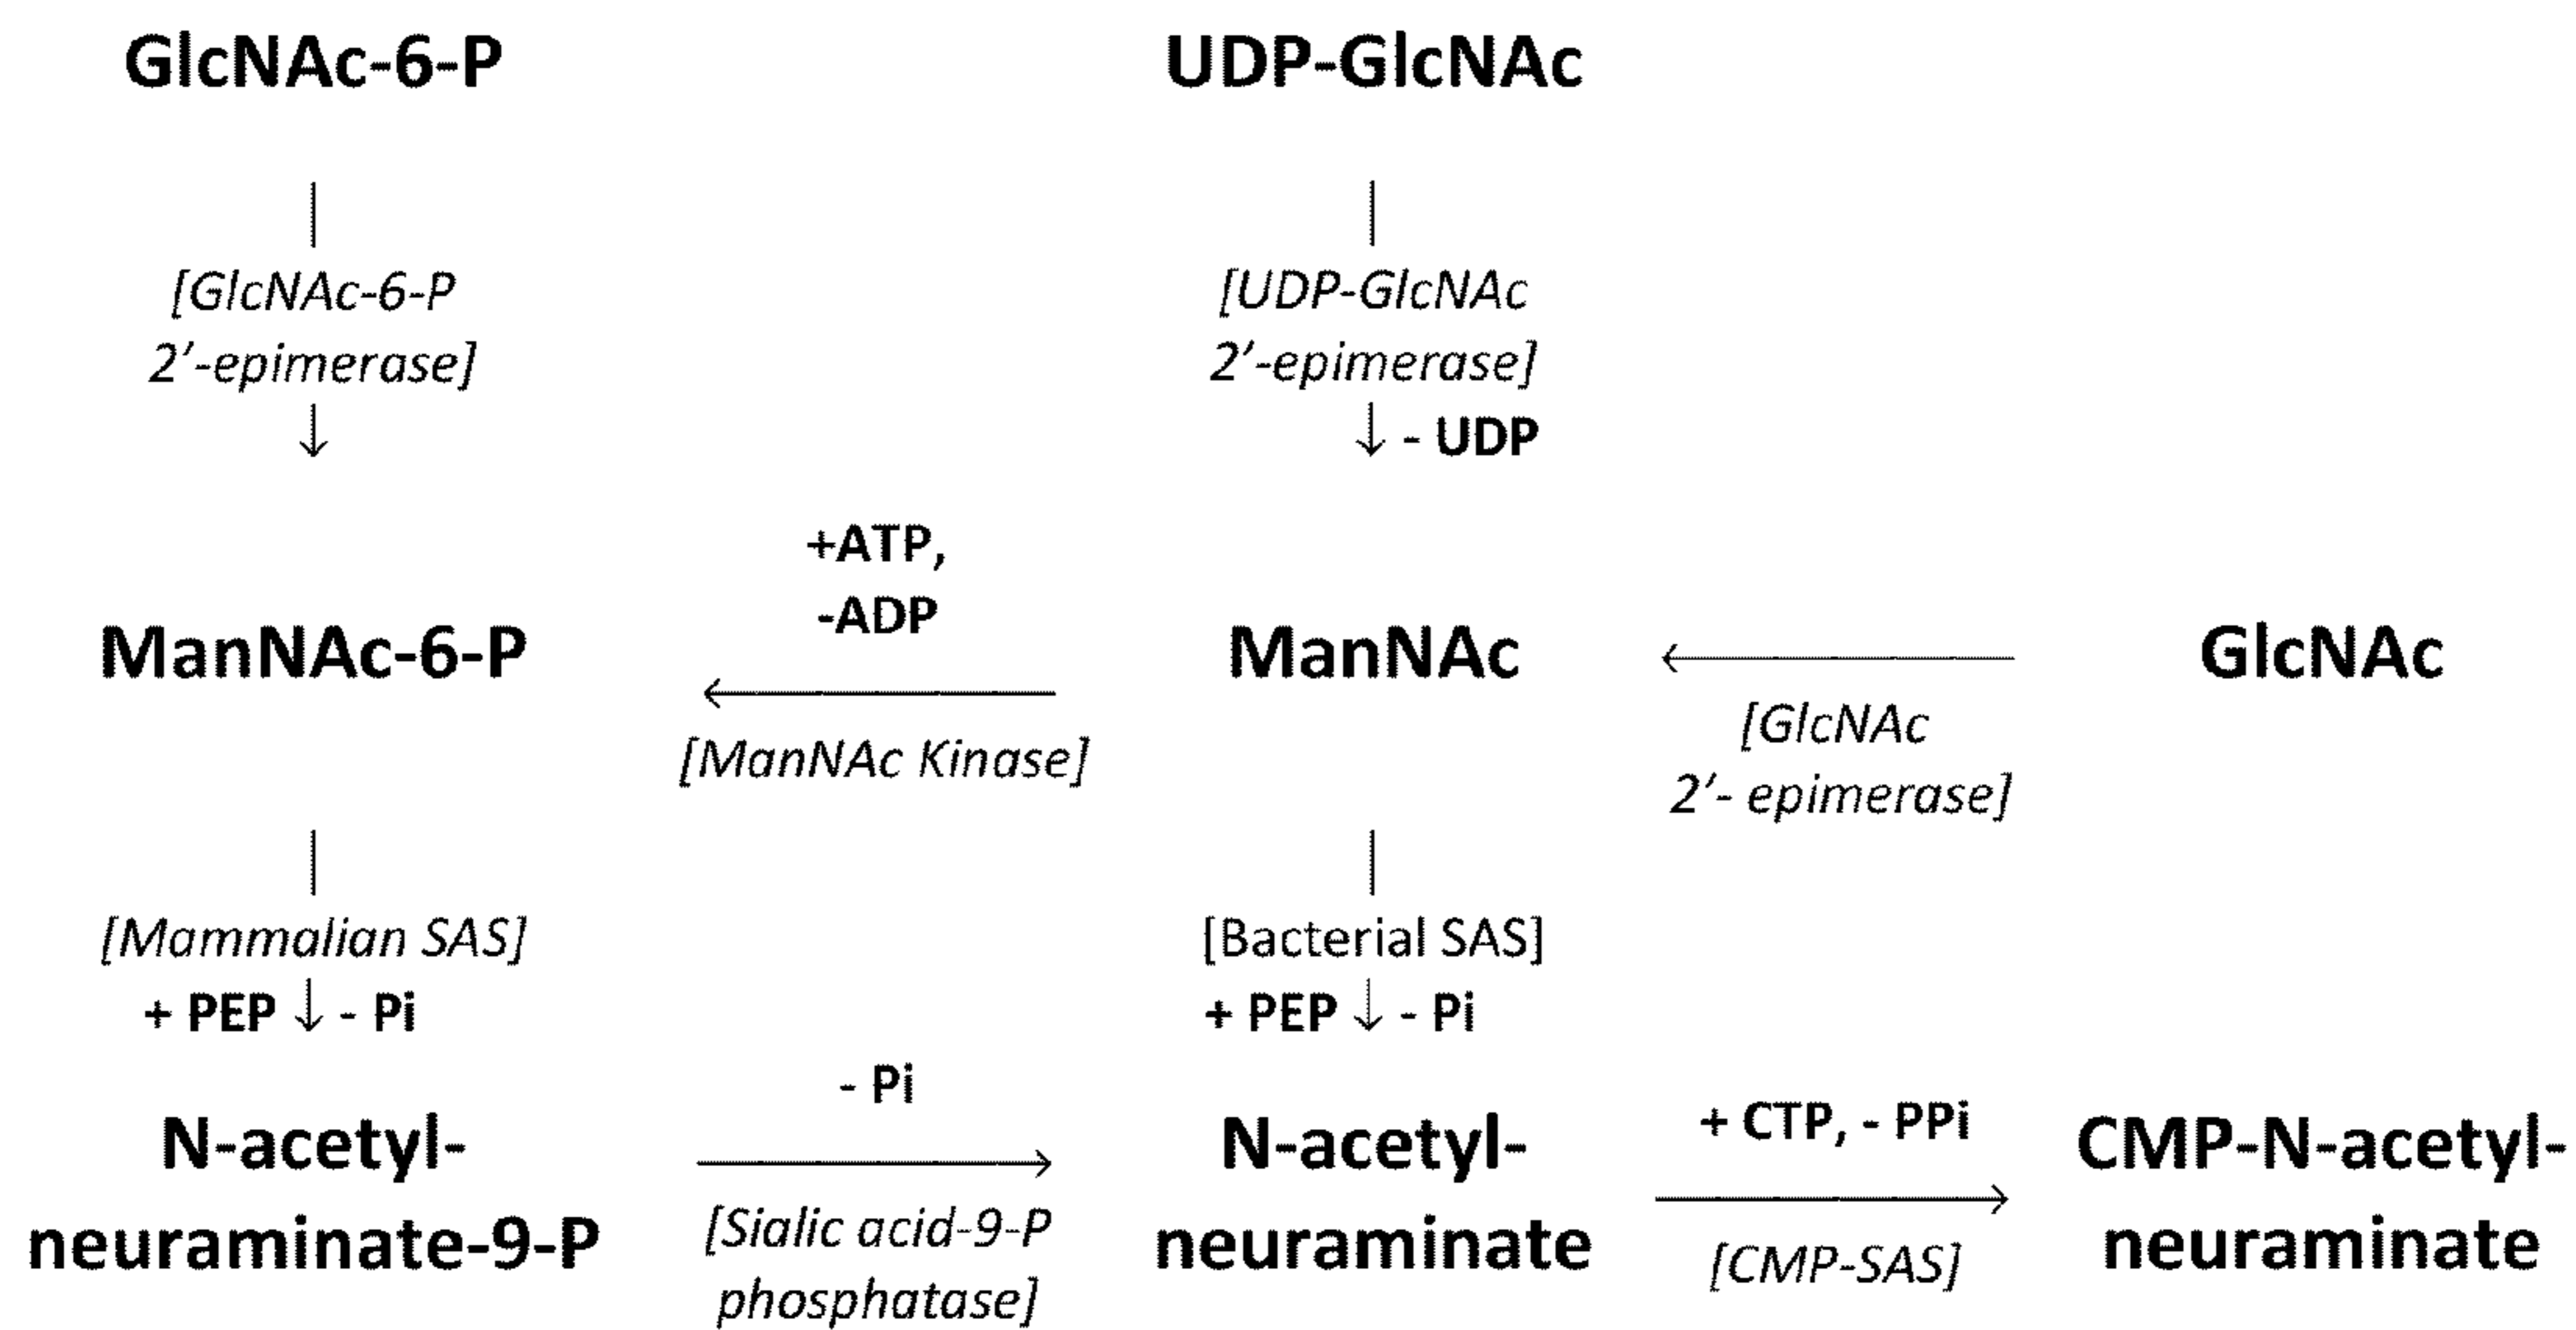 GlcNAc-6-P
UDP-GlcNAc
[GlcNAc-6-P
2’-epimerase]
[UDP-GlcNAc
2’-epimerase]
- UDP
+ATP,
-ADP
ManNAc-6-P
ManNAc
GlcNAc
[ManNAc Kinase]
[GlcNAc
2’- epimerase]
[Mammalian SAS]
+ PEP ↓ - Pi
[Bacterial SAS]
+ PEP ↓ - Pi
- Pi
N-acetyl-
neuraminate-9-P
[Sialic acid-9-P
phosphatase]
N-acetyl-
neuraminate
+ CTP, - PPi
[CMP-SAS]
CMP-N-acetyl-
neuraminate